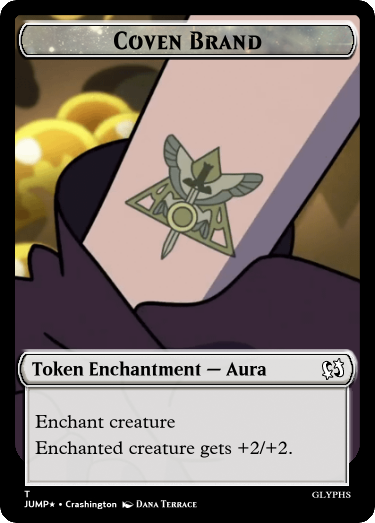 Coven Brand
Token Enchantment — Aura
Enchant creature
Enchanted creature gets +2/+2.
T
GLYPHS
JUMP★ • Crashington Dana Terrace